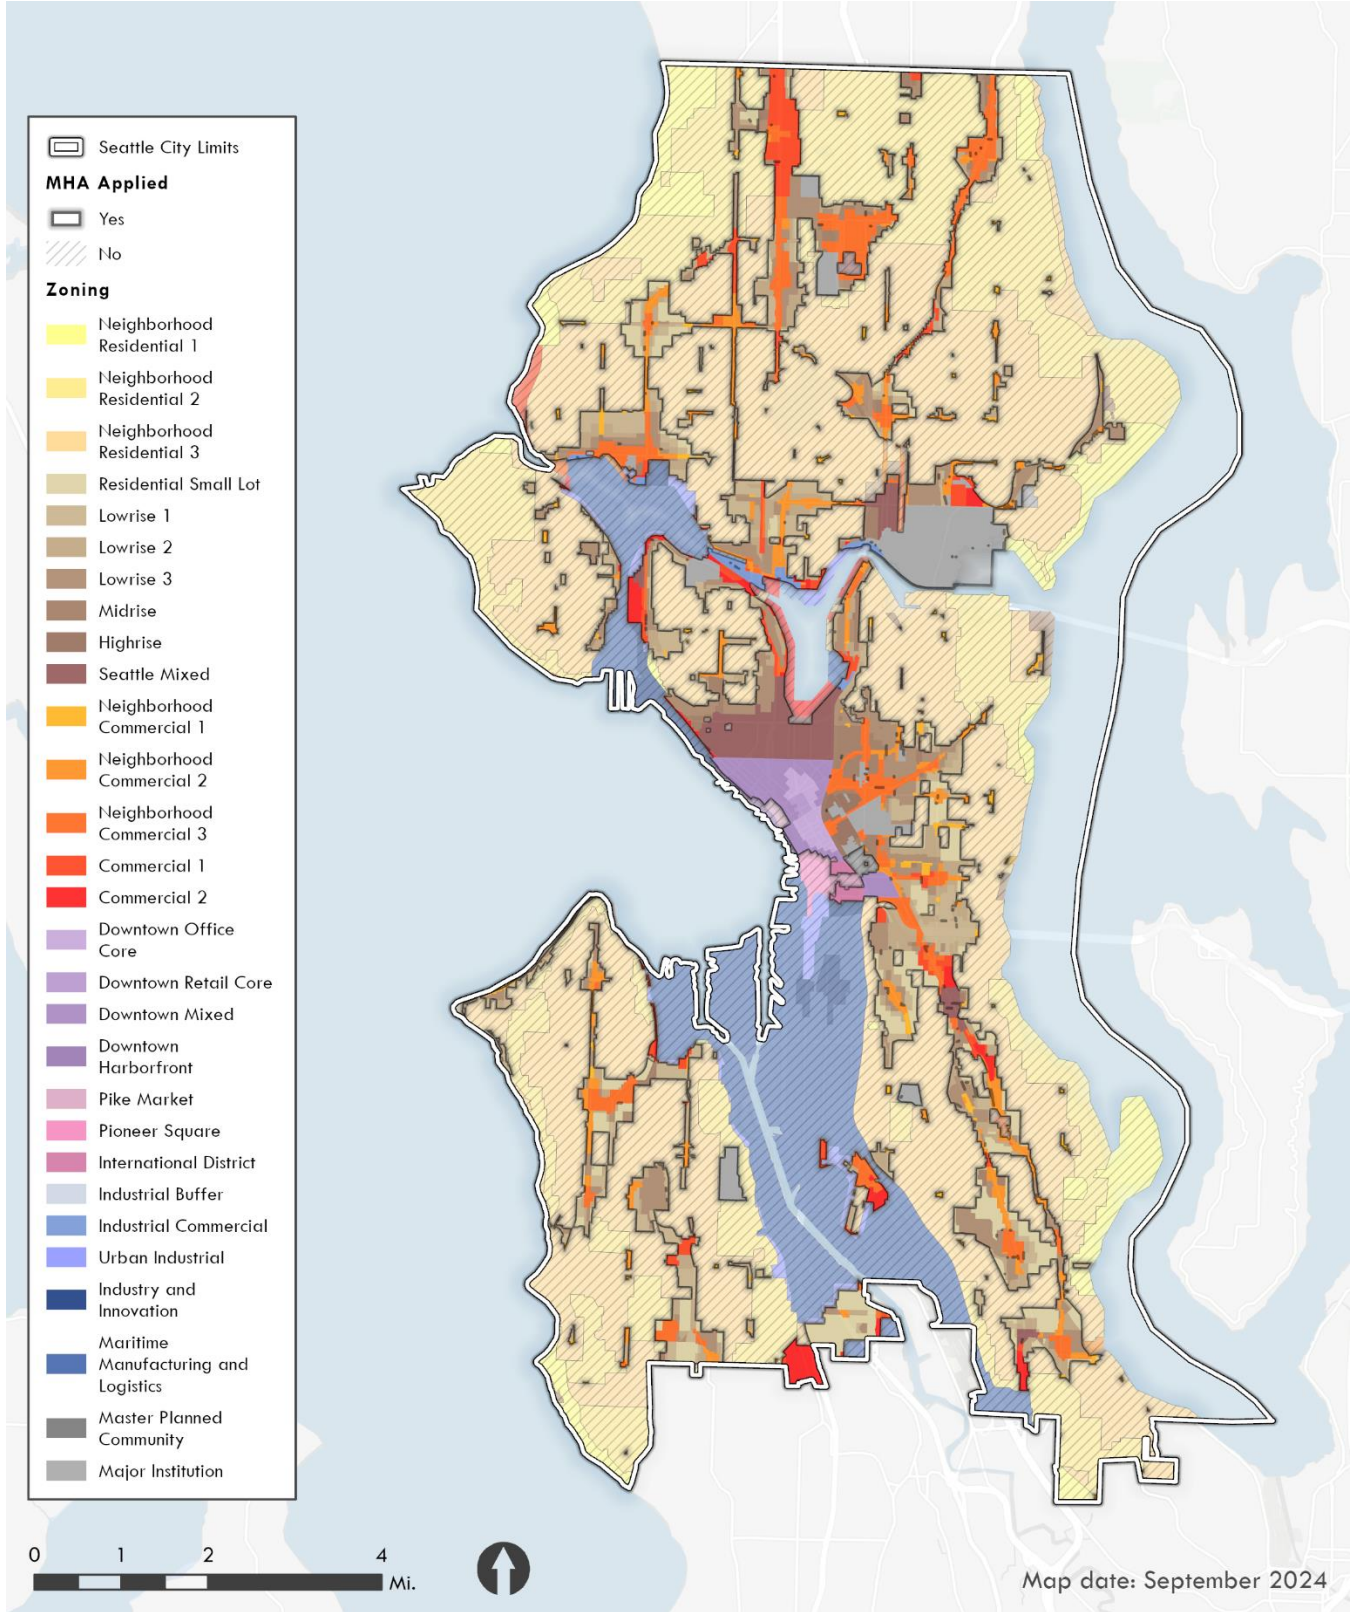 Seattle City Limits
MHA Applied
Yes
No
Zoning
Neighborhood
Residential 1
Neighborhood
Residential 2
Neighborhood
Residential 3
Residential Small Lot
Lowrise 1
Lowrise 2
Lowrise 3
Midrise
Highrise
Seattle Mixed
Neighborhood
Commercial 1
Neighborhood
Commercial 2
Neighborhood
Commercial 3
Commercial 1
Commercial 2
Downtown Office
Core
Downtown Retail Core
Downtown Mixed
Downtown
Harborfront
Pike Market
Pioneer Square
International District
Industrial Buffer
Industrial Commercial
Urban Industrial
Industry and
Innovation
Maritime
Manufacturing and
Logistics
Master Planned
Community
Major Institution
0 1 2 4
Mi.
Map date: September 2024